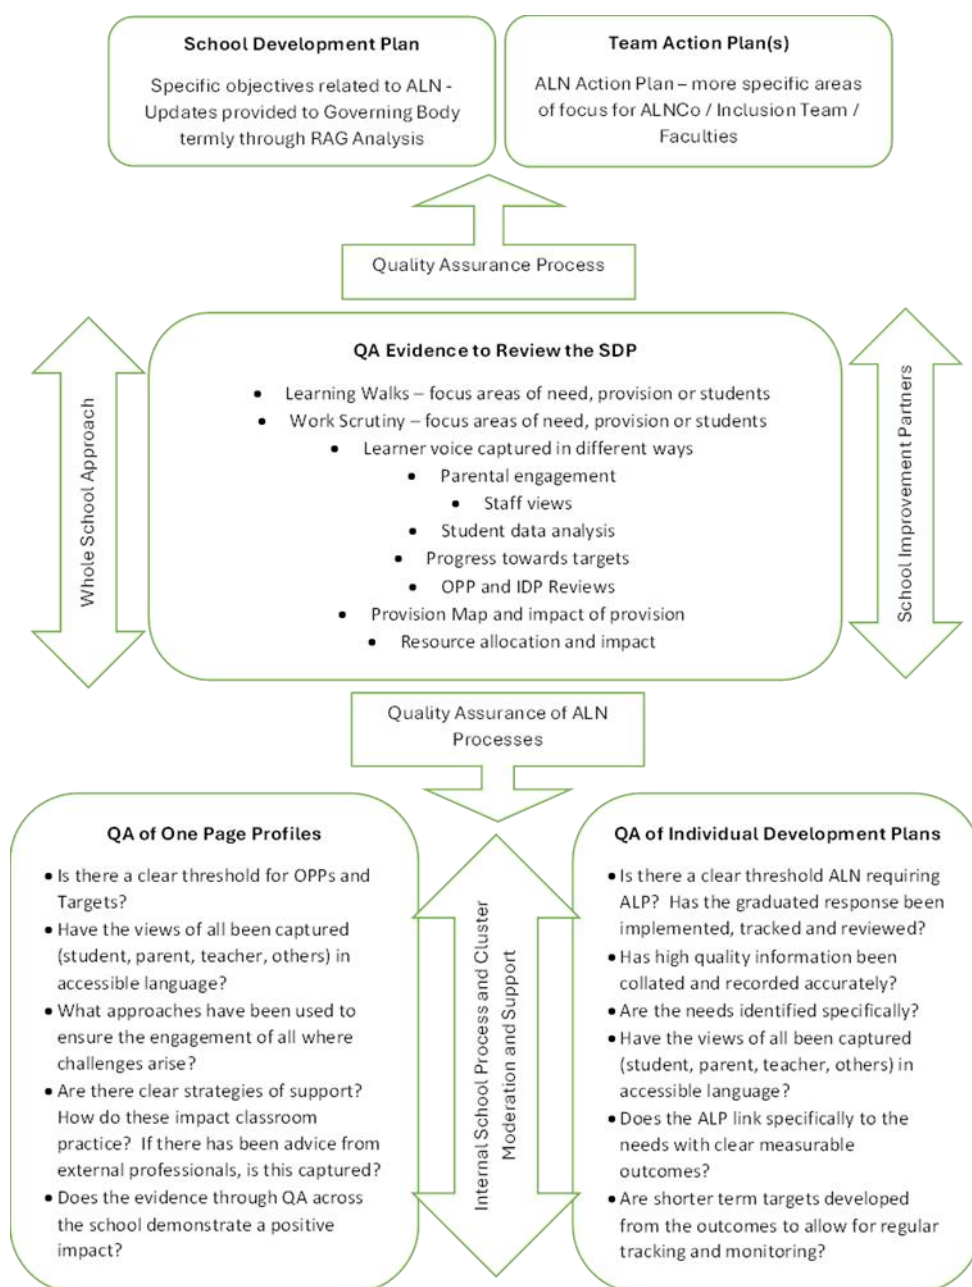 School Development Plan
Specific objectives related to ALN -
Updates provided to Governing Body
termly through RAG Analysis
Team Action Plan(s)
ALN Action Plan – more specific areas
of focus for ALNCo / Inclusion Team /
Faculties
Quality Assurance Process
Whole School Approach
QA Evidence to Review the SDP
• Learning Walks – focus areas of need, provision or students
• Work Scrutiny – focus areas of need, provision or students
• Learner voice captured in different ways
• Parental engagement
• Staff views
• Student data analysis
• Progress towards targets
• OPP and IDP Reviews
• Provision Map and impact of provision
• Resource allocation and impact
School Improvement Partners
Quality Assurance of ALN
Processes
QA of One Page Profiles
• Is there a clear threshold for OPPs and
Targets?
• Have the views of all been captured
(student, parent, teacher, others) in
accessible language?
• What approaches have been used to
ensure the engagement of all where
challenges arise?
• Are there clear strategies of support?
How do these impact classroom
practice? If there has been advice from
external professionals, is this captured?
• Does the evidence through QA across
the school demonstrate a positive
impact?
Internal School Process and Cluster
Moderation and Support
QA of Individual Development Plans
• Is there a clear threshold ALN requiring
ALP? Has the graduated response been
implemented, tracked and reviewed?
• Has high quality information been
collated and recorded accurately?
• Are the needs identified specifically?
• Have the views of all been captured
(student, parent, teacher, others) in
accessible language?
• Does the ALP link specifically to the
needs with clear measurable
outcomes?
• Are shorter term targets developed
from the outcomes to allow for regular
tracking and monitoring?